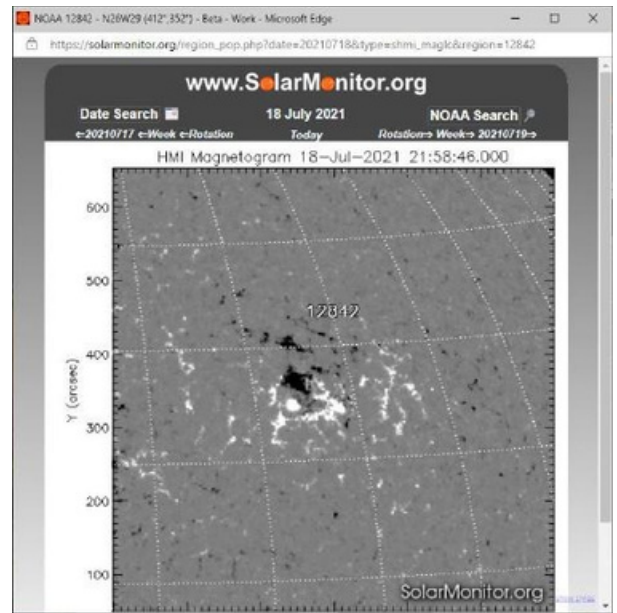 NOAA 12842 - N26W29 (412",352") - Beta - Work - Microsoft Edge
https://solarmonitor.org/region_pop.php?date=20210718&type=shmi_maglc&region=12842
www.SolarMonitor.org
Date Search 18 July 2021 NOAA Search
←20210717 ←Week ←Rotation Today Rotation→ Week→ 20210719→
HMI Magnetogram 18-Jul-2021 21:58:46.000
600
500
12842
400
Y (arcsec)
300
200
100
SolarMonitor.org